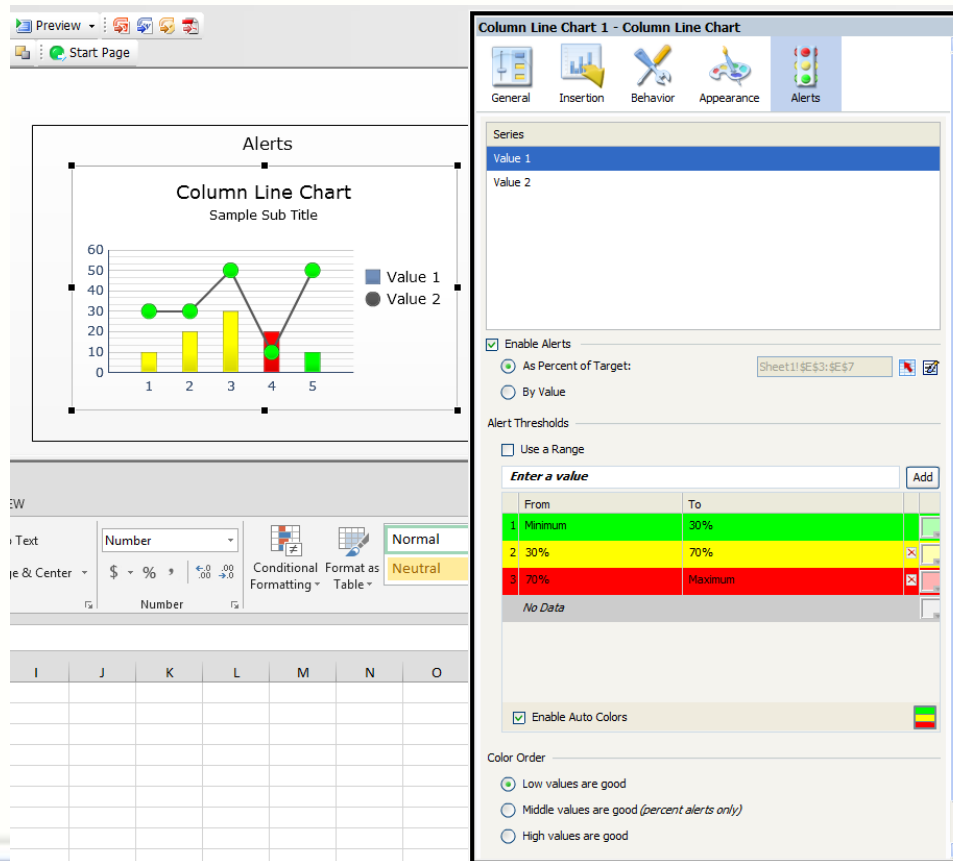 Preview
Start Page
Alerts
Column Line Chart
Sample Sub Title
60
50
40
30
20
10
0
1 2 3 4 5
Value 1
Value 2
EW
Text
ge & Center
Number
$ % ,
.00 .0
Number
Conditional Formatting
Format as Table
Normal
Neutral
I J K L M N O
Column Line Chart 1 - Column Line Chart
General Insertion Behavior Appearance Alerts
Series
Value 1
Value 2
Enable Alerts
As Percent of Target: Sheet1!$E$3:$E$7
By Value
Alert Thresholds
Use a Range
Enter a value Add
From To
1 Minimum 30%
2 30% 70%
3 70% Maximum
No Data
Enable Auto Colors
Color Order
Low values are good
Middle values are good (percent alerts only)
High values are good